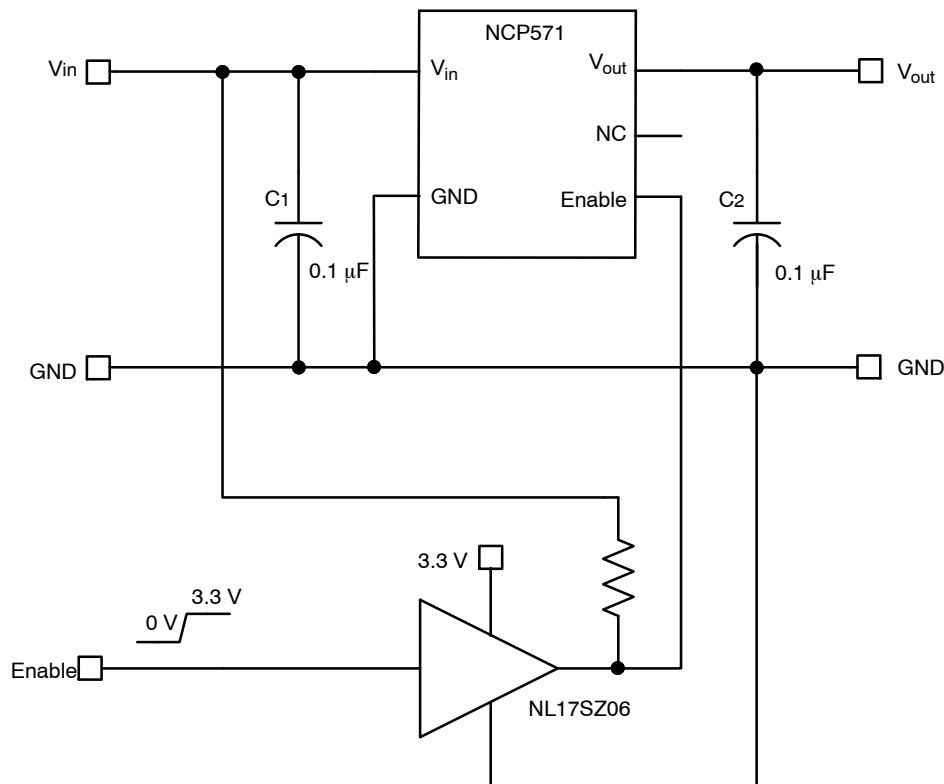 NCP571
Vin
Vin
Vout
Vout
NC
C1
GND
Enable
C2
0.1 μF
0.1 μF
GND
GND
3.3 V
3.3 V
0 V
Enable
NL17SZ06